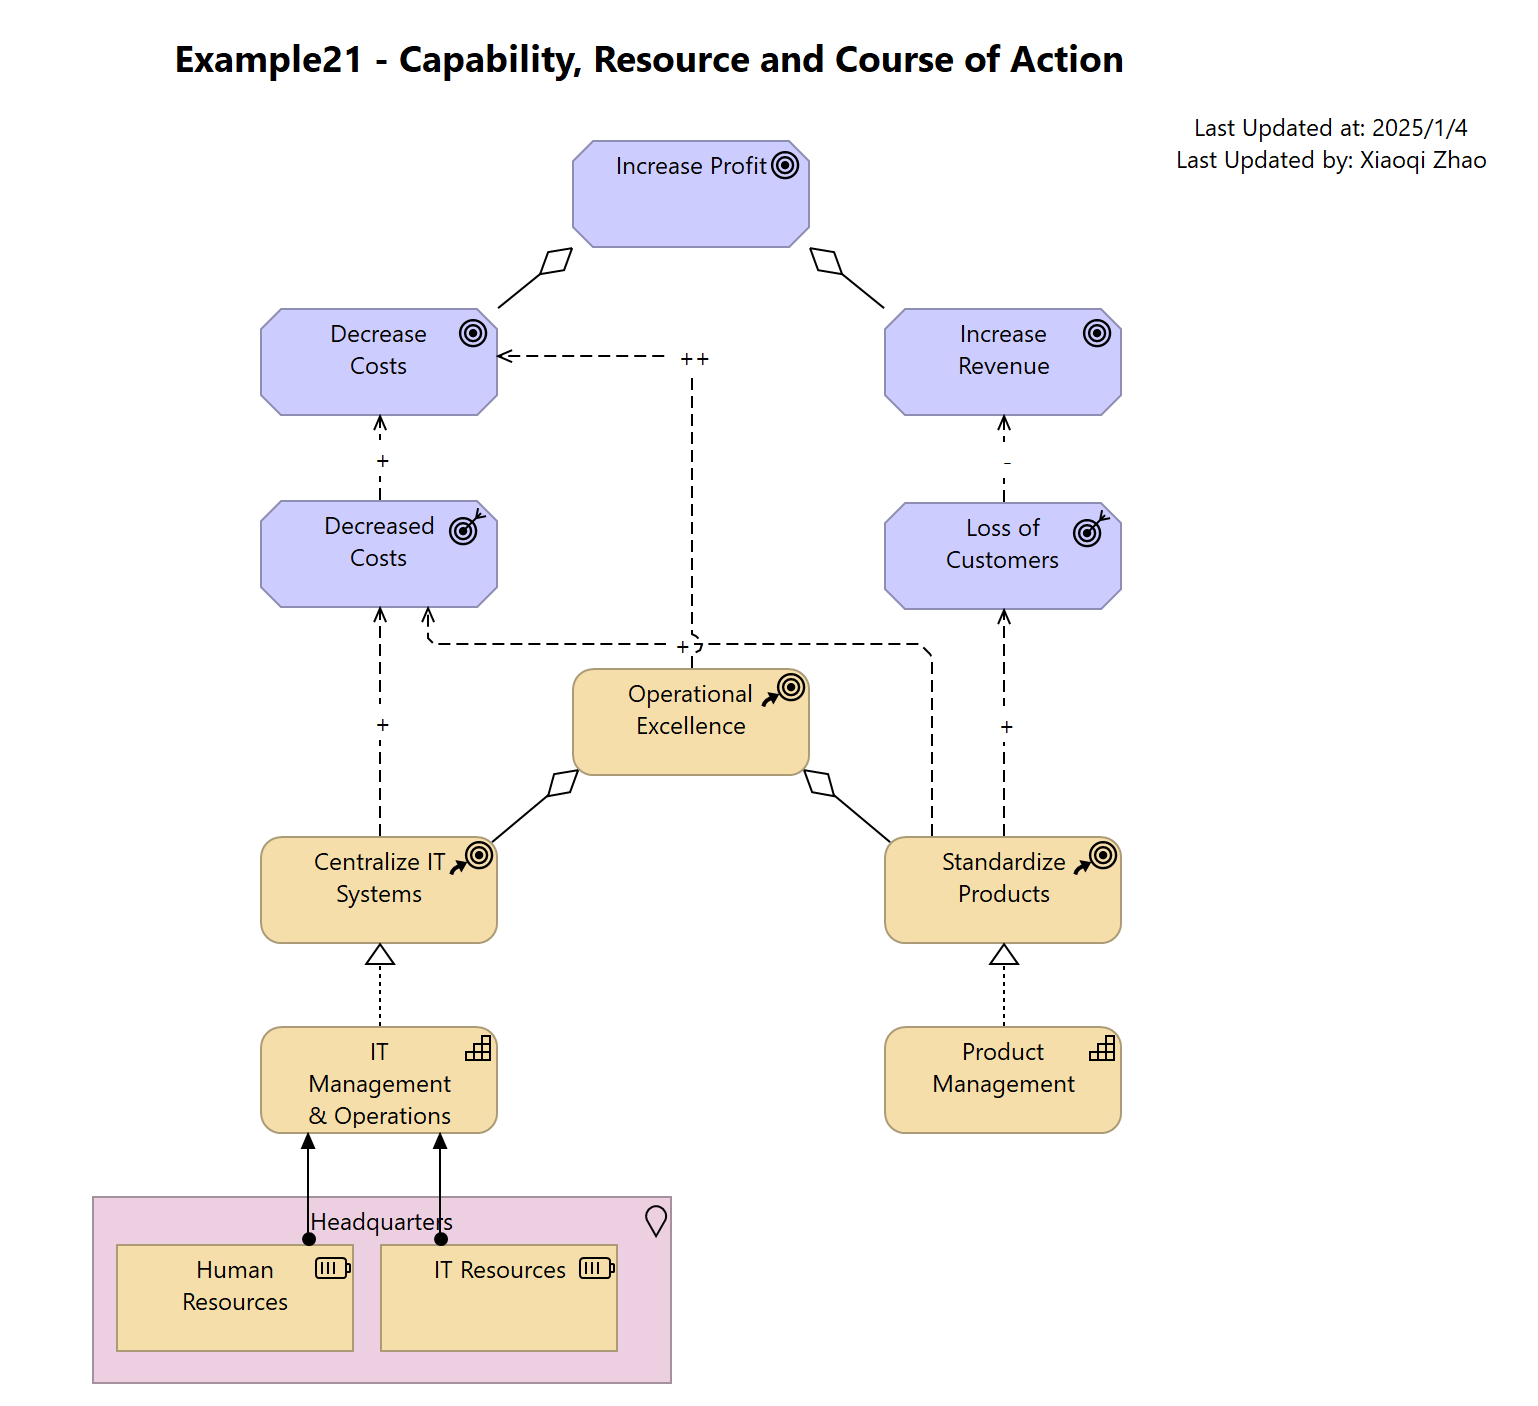 Example21 - Capability, Resource and Course of Action
Last Updated at: 2025/1/4
Last Updated by: Xiaoqi Zhao
Increase Profit
Decrease
Costs
++
Increase
Revenue
+
-
Decreased
Costs
Loss of
Customers
+
Operational
Excellence
+
+
Centralize IT
Systems
Standardize
Products
IT
Management
& Operations
Product
Management
Headquarters
Human
Resources
IT Resources